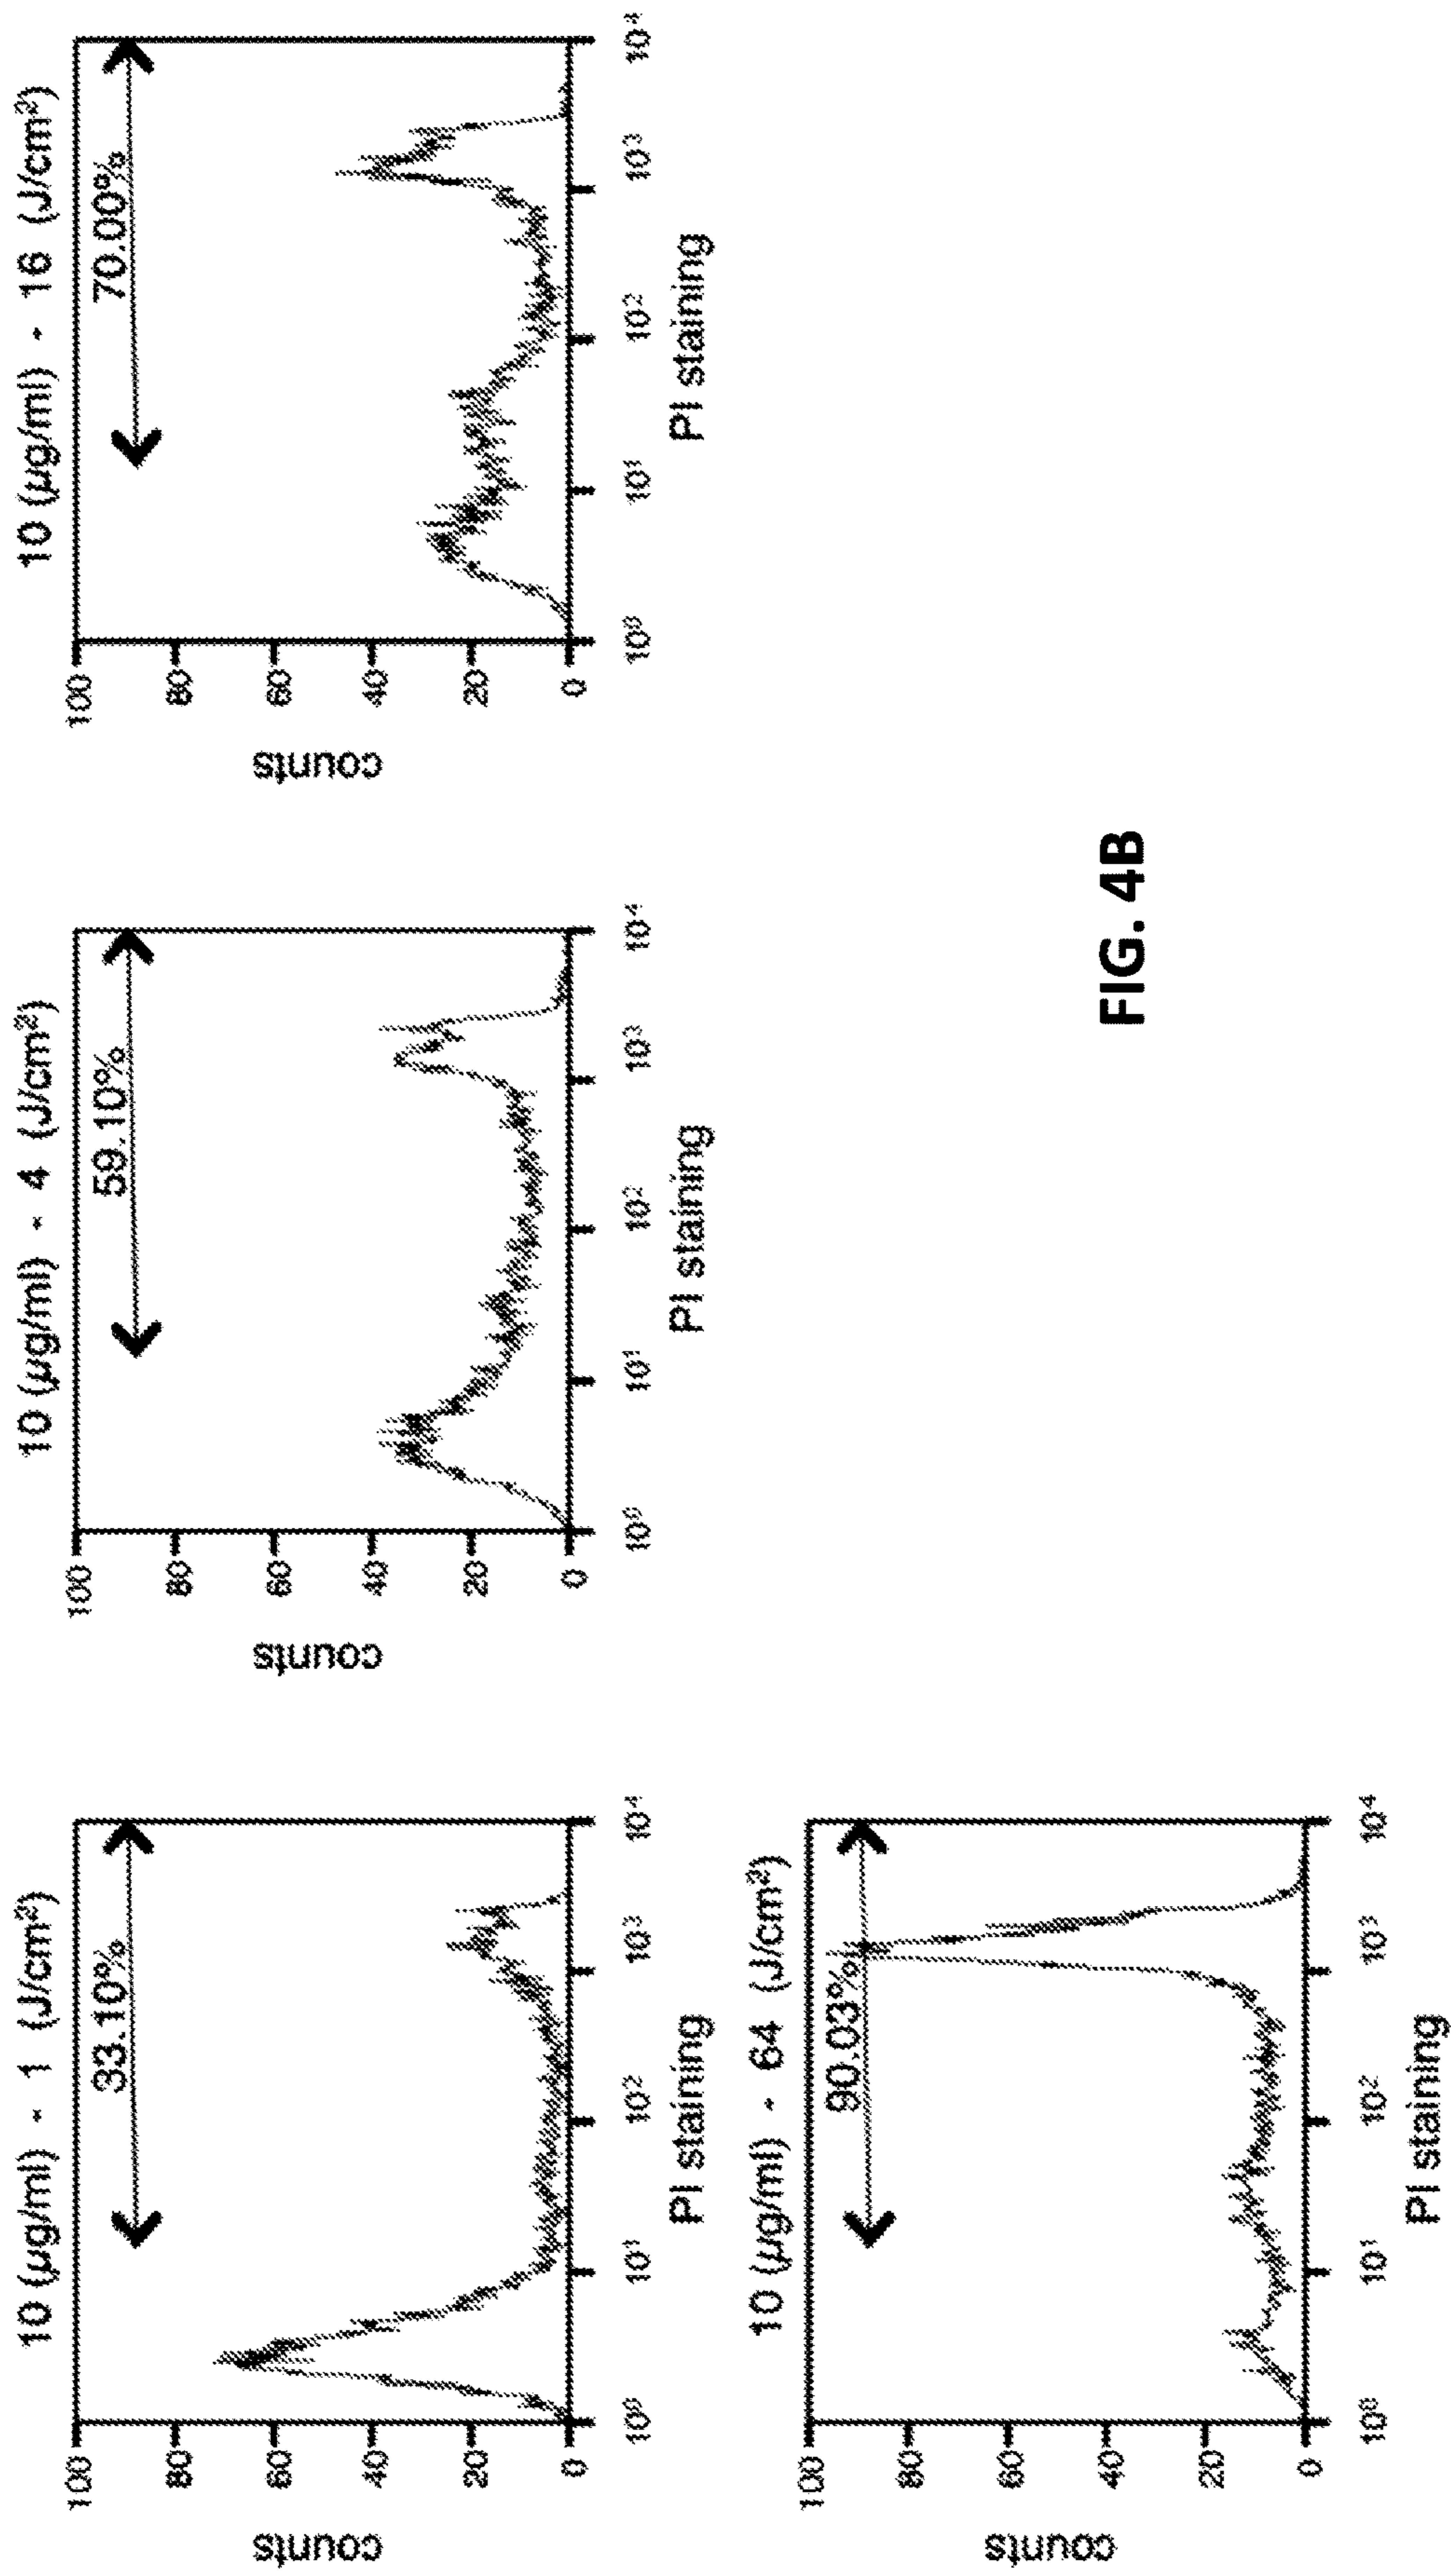 10 (µg/ml) - 1 (J/cm²)
33.10%
counts
100
80
60
40
20
0
10⁰ 10¹ 10² 10³ 10⁴
PI staining
10 (µg/ml) - 4 (J/cm²)
59.10%
counts
100
80
60
40
20
0
10⁰ 10¹ 10² 10³ 10⁴
PI staining
10 (µg/ml) - 16 (J/cm²)
70.00%
counts
100
80
60
40
20
0
10⁰ 10¹ 10² 10³ 10⁴
PI staining
10 (µg/ml) - 64 (J/cm²)
90.03%
counts
100
80
60
40
20
0
10⁰ 10¹ 10² 10³ 10⁴
PI staining
FIG. 4B